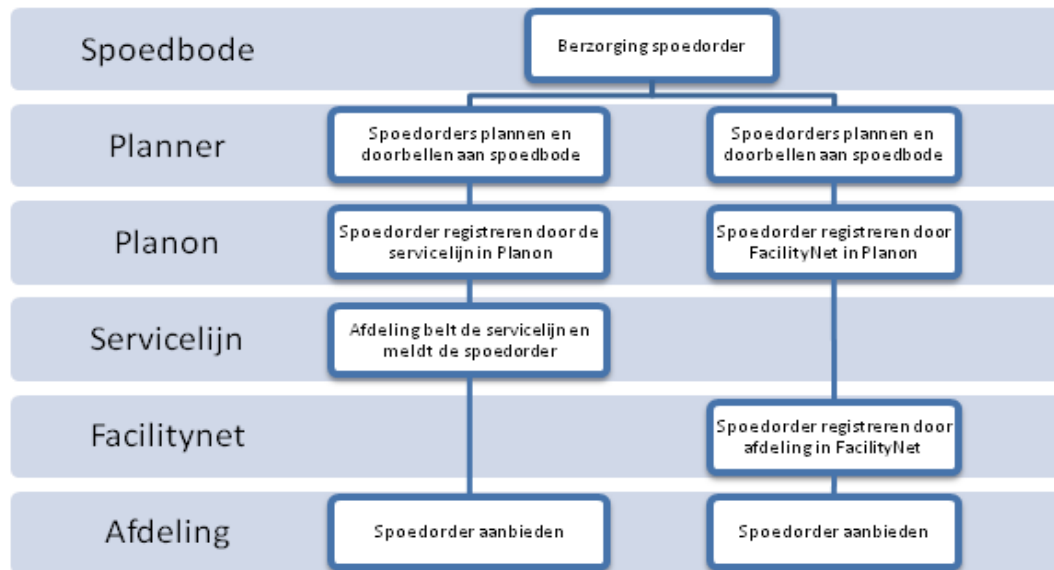 Spoedbode
Berzorging spoedorder
Planner
Spoedorders plannen en
doorbellen aan spoedbode
Spoedorders plannen en
doorbellen aan spoedbode
Planon
Spoedorder registreren door de
servicelijn in Planon
Spoedorder registreren door
FacilityNet in Planon
Servicelijn
Afdeling belt de servicelijn en
meldt de spoedorder
Facilitynet
Spoedorder registreren door
afdeling in FacilityNet
Afdeling
Spoedorder aanbieden
Spoedorder aanbieden